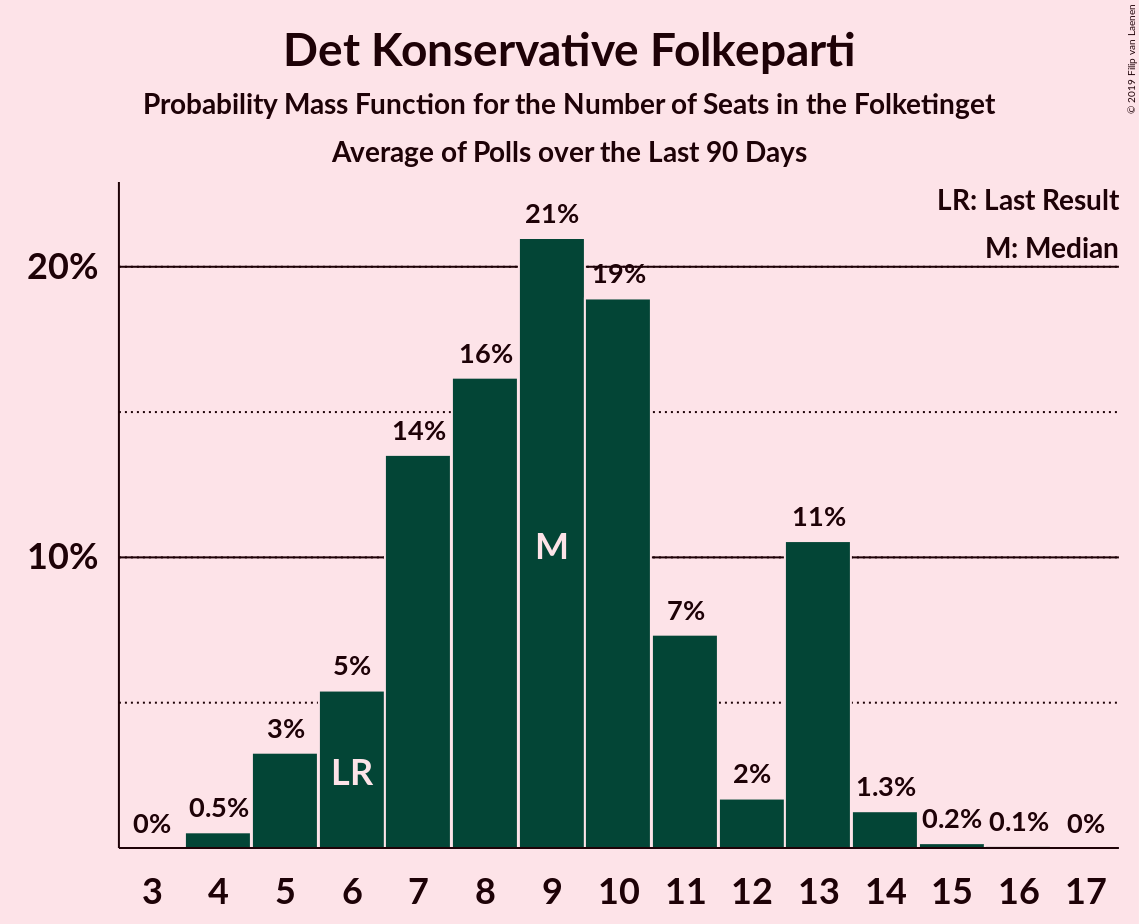 Det Konservative Folkeparti
Probability Mass Function for the Number of Seats in the Folketinget
Average of Polls over the Last 90 Days
© 2019 Filip van Laenen
LR: Last Result
M: Median
20%
10%
0%
0.5%
3%
5%
14%
16%
21%
19%
7%
2%
11%
1.3%
0.2%
0.1%
0%
LR
M
3 4 5 6 7 8 9 10 11 12 13 14 15 16 17